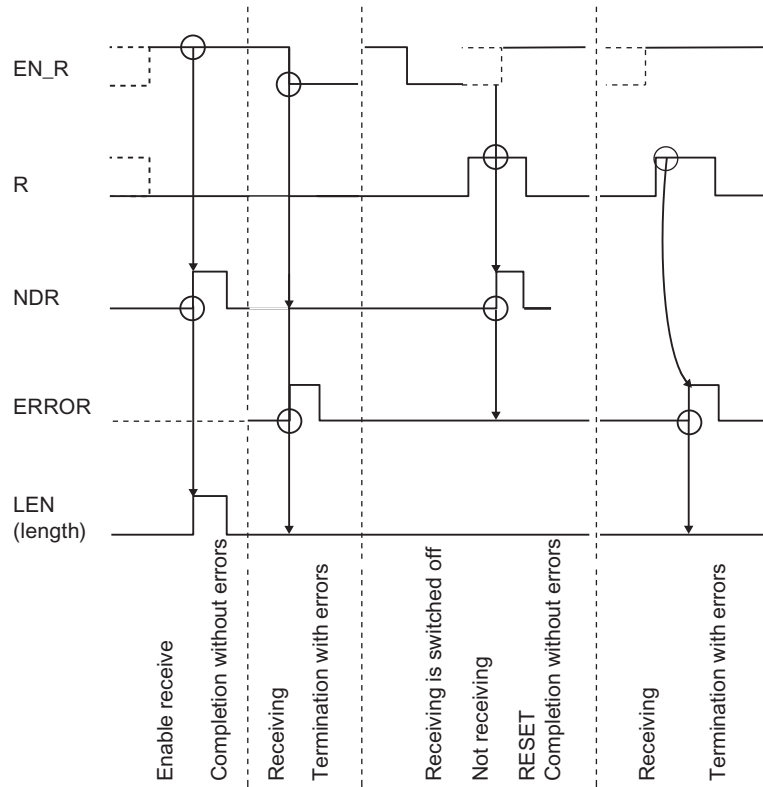 EN_R
R
NDR
ERROR
LEN
(length)
Enable receive
Completion without errors
Receiving
Termination with errors
Receiving is switched off
Not receiving
RESET
Completion without errors
Receiving
Termination with errors